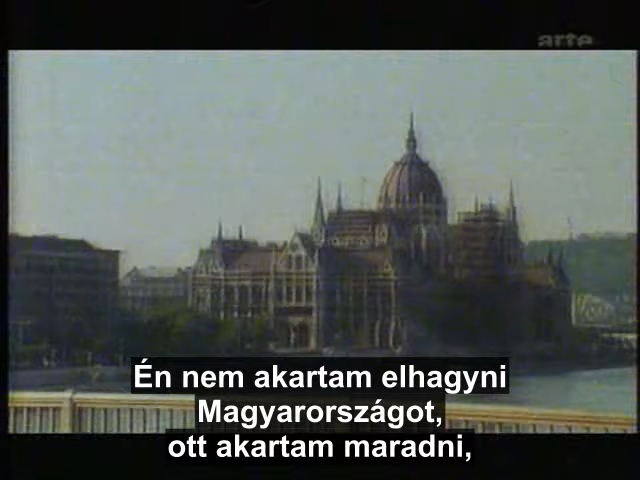 arte
Én nem akartam elhagyni
Magyarországot,
ott akartam maradni,